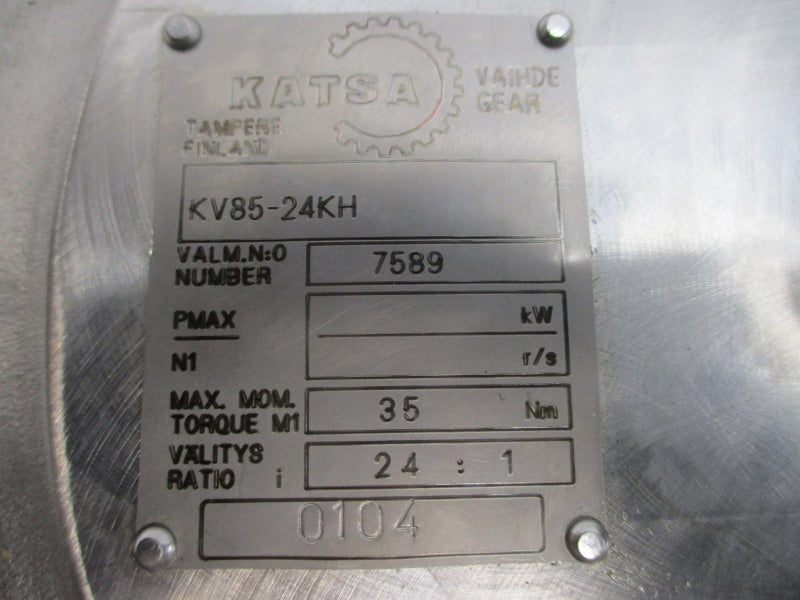 KATSA
VAIHDE
GEAR
TAMPERE
FINLAND
KV85-24KH
VALM.N:O
NUMBER
7589
PMAX
kW
N1
r/s
MAX. MOM.
TORQUE M1
35 Nm
VÄLITYS
RATIO i
24 : 1
0104